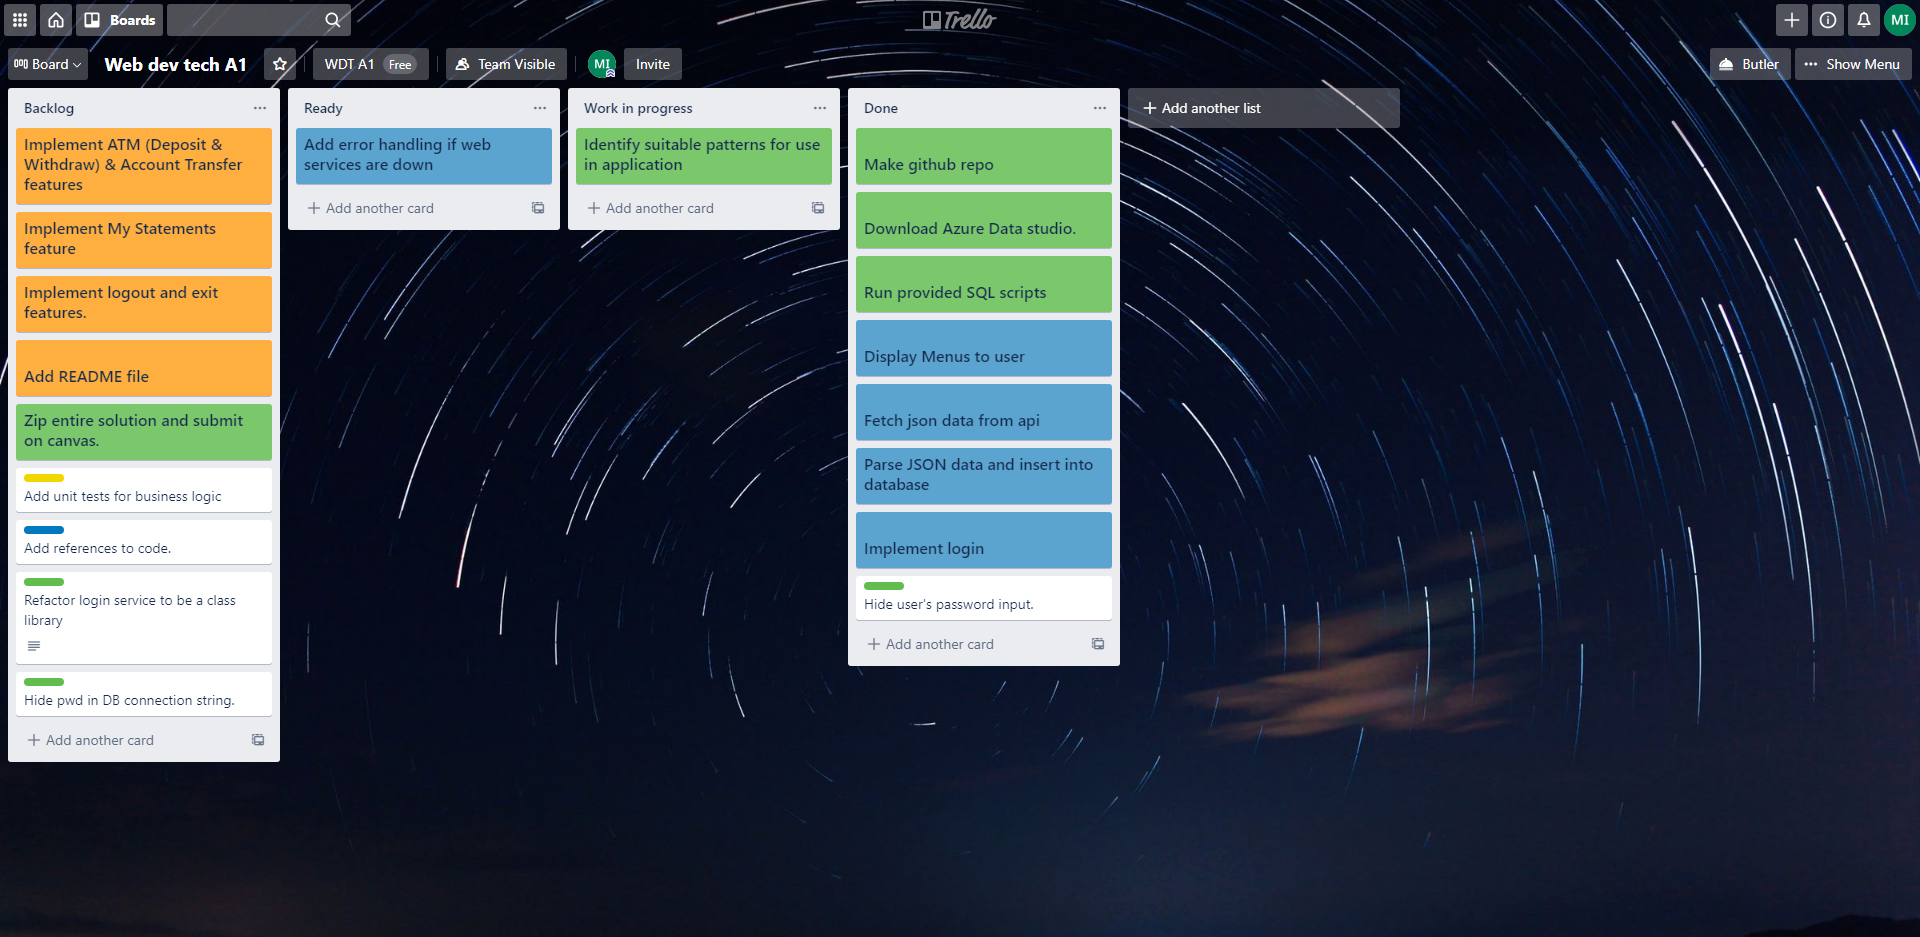 Boards
Trello
MI
Board
Web dev tech A1
WDT A1 Free
Team Visible
MI
Invite
Butler
Show Menu
Backlog
Implement ATM (Deposit &
Withdraw) & Account Transfer
features
Implement My Statements
feature
Implement logout and exit
features.
Add README file
Zip entire solution and submit
on canvas.
Add unit tests for business logic
Add references to code.
Refactor login service to be a class
library
Hide pwd in DB connection string.
Add another card
Ready
Add error handling if web
services are down
Add another card
Work in progress
Identify suitable patterns for use
in application
Add another card
Done
Make github repo
Download Azure Data studio.
Run provided SQL scripts
Display Menus to user
Fetch json data from api
Parse JSON data and insert into
database
Implement login
Hide user's password input.
Add another card
Add another list